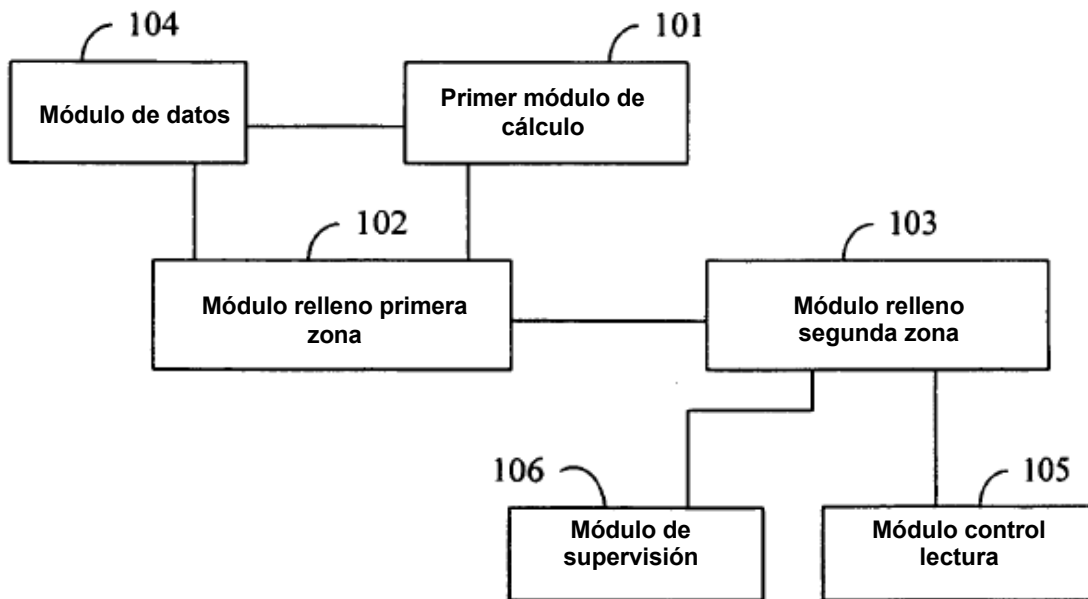 104
101
Módulo de datos
Primer módulo de
cálculo
102
103
Módulo relleno primera
zona
Módulo relleno
segunda zona
106
105
Módulo de
supervisión
Módulo control
lectura